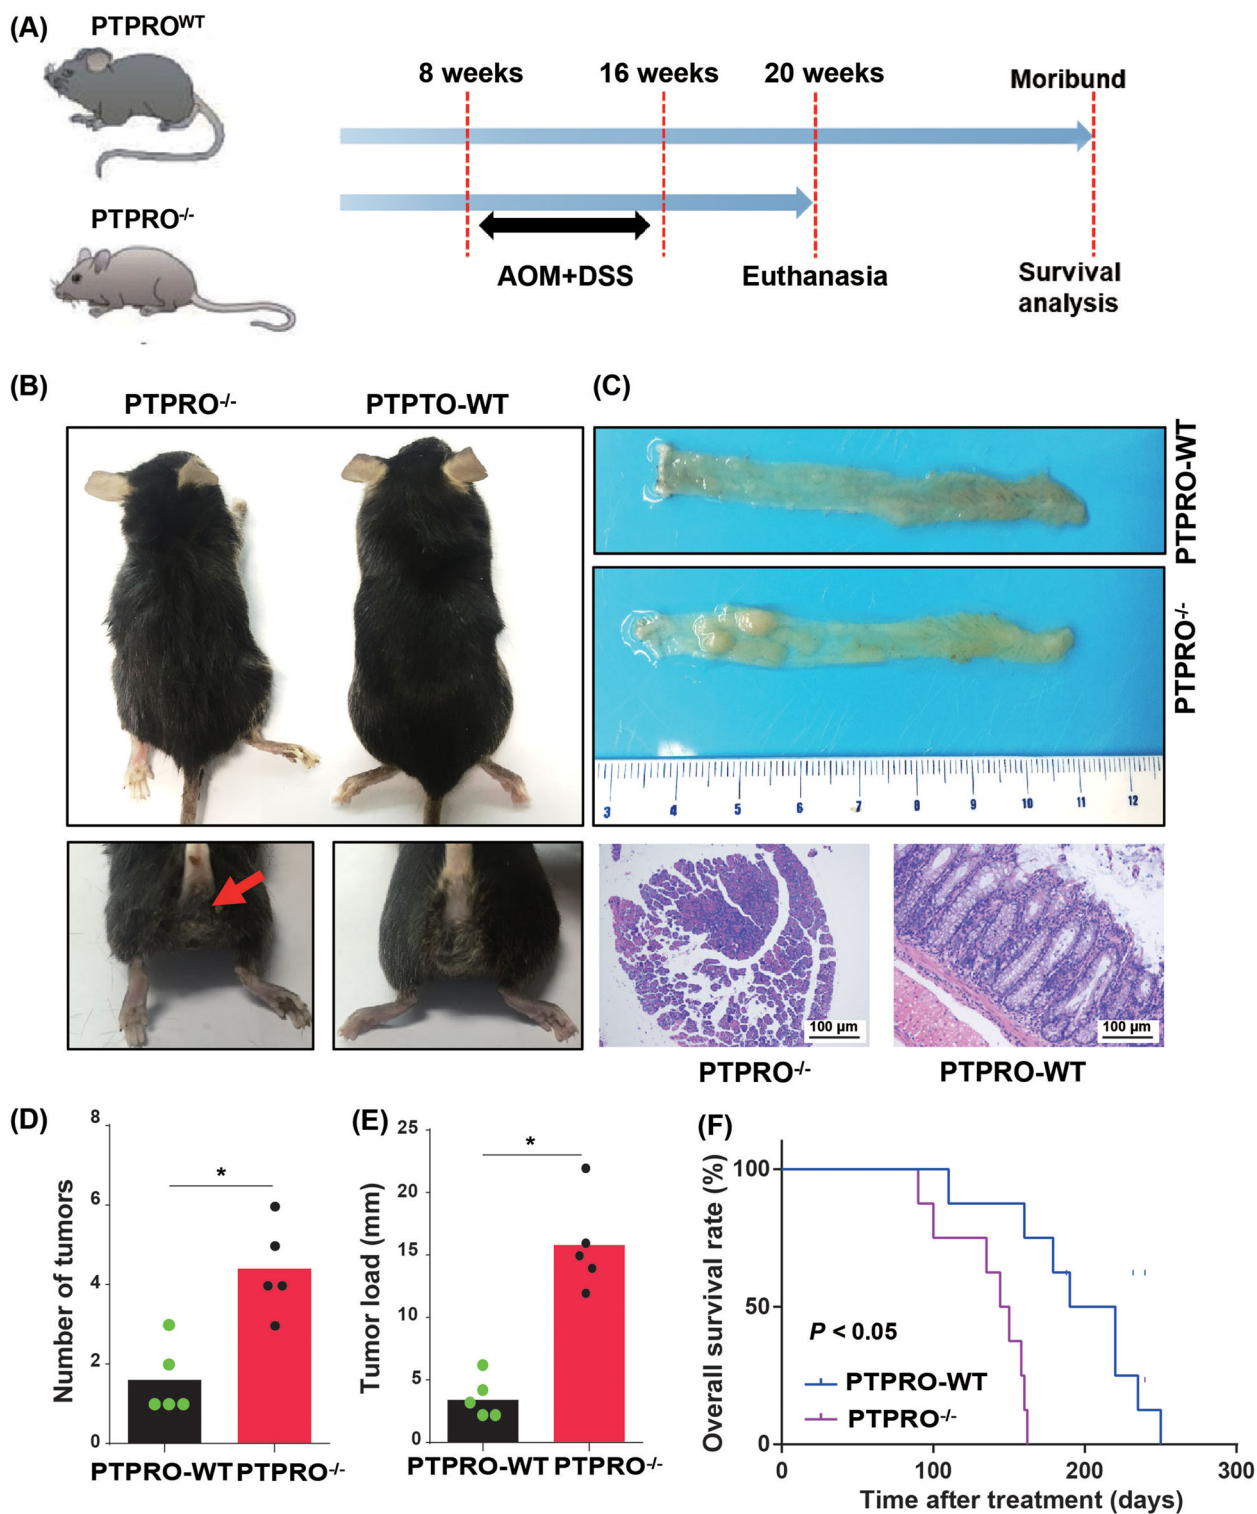 (A)
PTPROWT
8 weeks
16 weeks
20 weeks
Moribund
PTPRO-/-
AOM+DSS
Euthanasia
Survival
analysis
(B)
PTPRO-/-
PTPTO-WT
(C)
PTPRO-WT
PTPRO-/-
3 4 5 6 7 8 9 10 11 12
100 µm
100 µm
PTPRO-/-
PTPRO-WT
(D)
Number of tumors
8
6
4
2
0
*
PTPRO-WT
PTPRO-/-
(E)
Tumor load (mm)
25
20
15
10
5
0
*
PTPRO-WT
PTPRO-/-
(F)
Overall survival rate (%)
100
50
0
P < 0.05
PTPRO-WT
PTPRO-/-
0 100 200 300
Time after treatment (days)